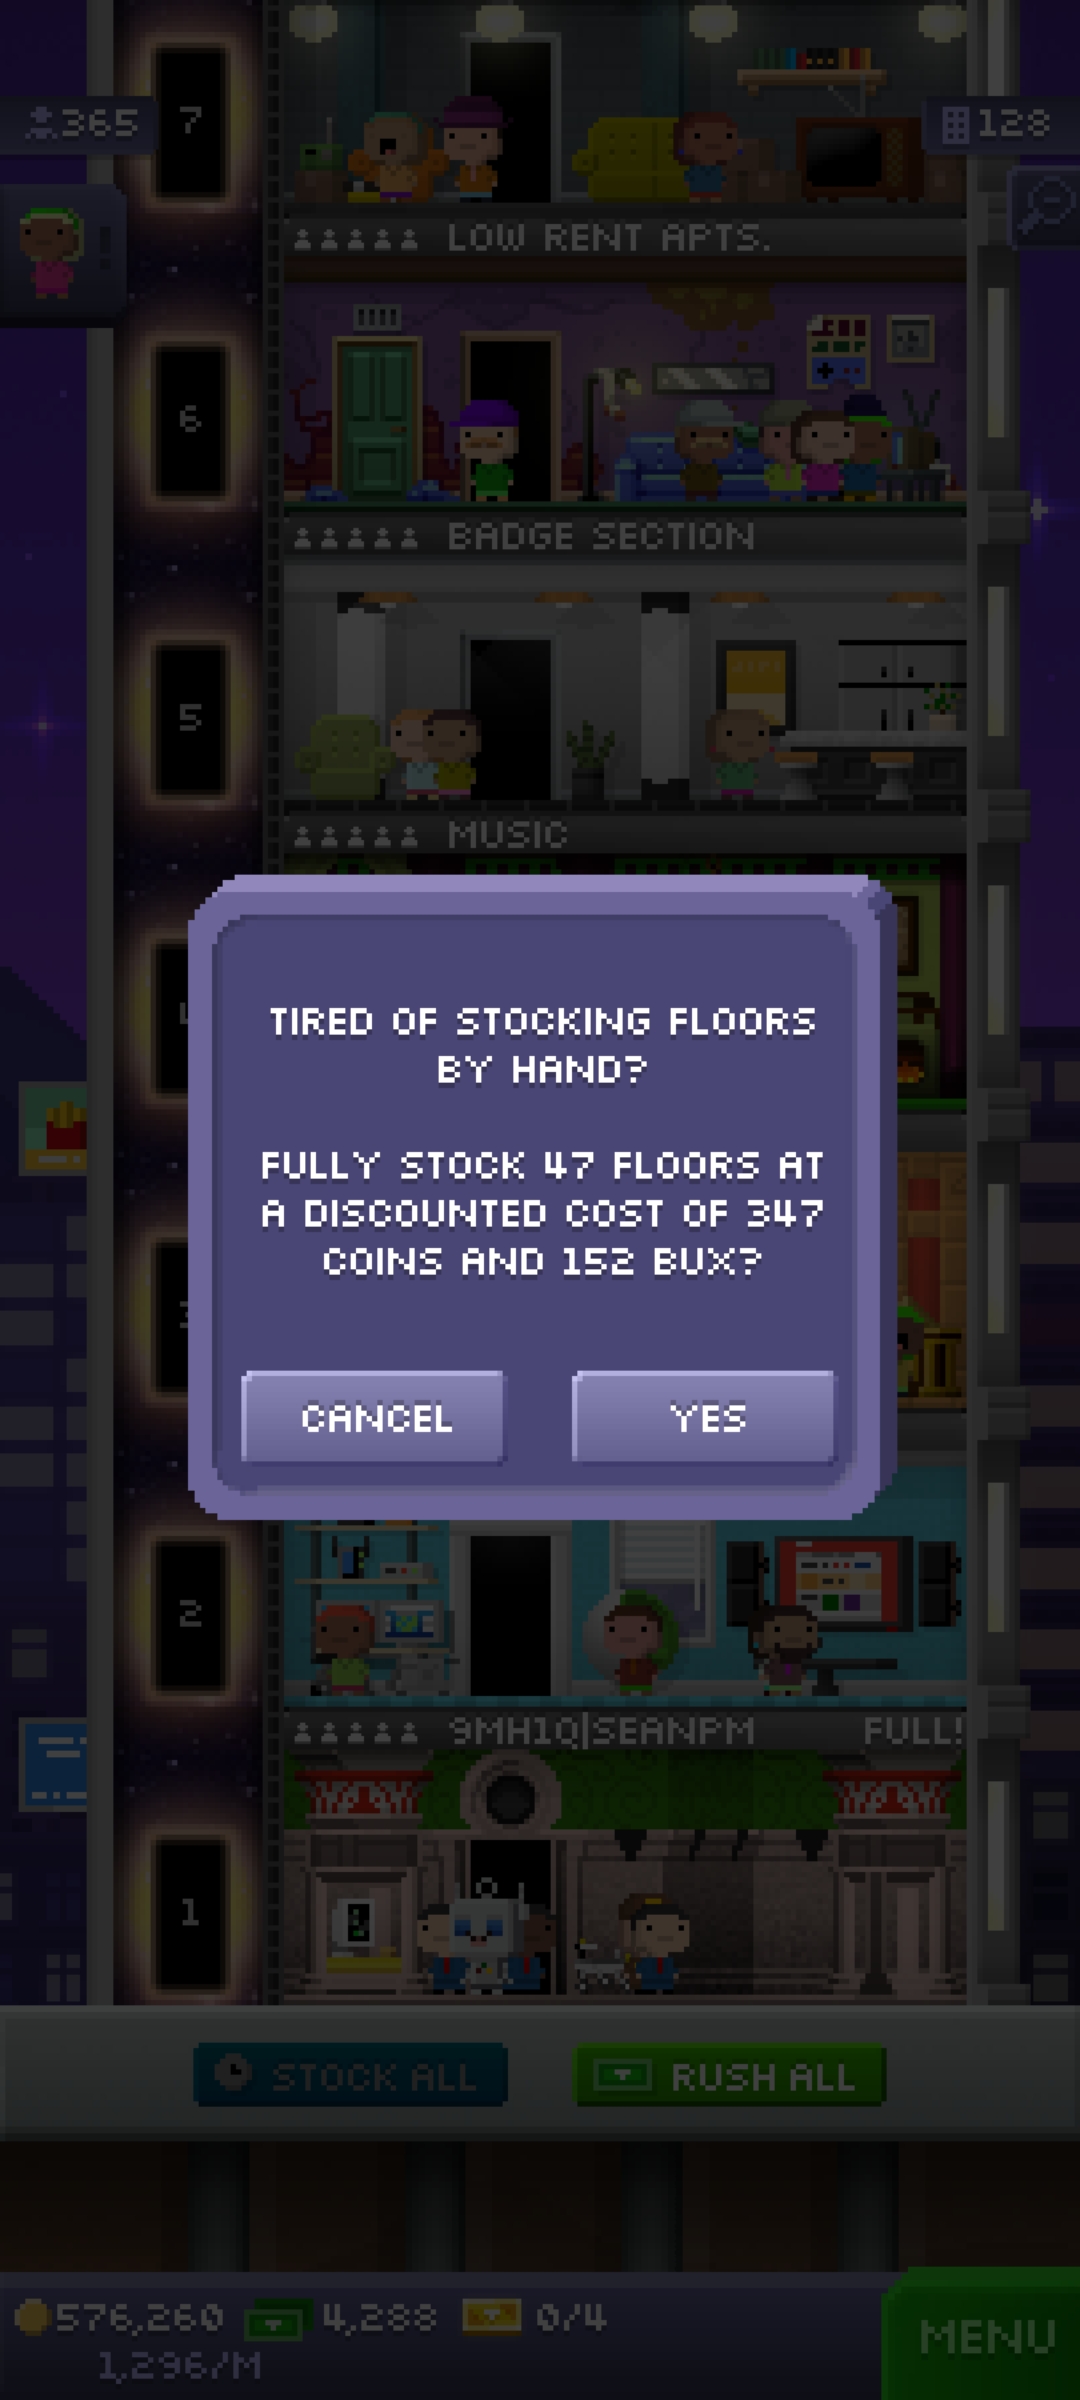 7
365
128
LOW RENT APTS.
6
BADGE SECTION
5
MUSIC
TIRED OF STOCKING FLOORS
BY HAND?
FULLY STOCK 47 FLOORS AT
A DISCOUNTED COST OF 347
COINS AND 152 BUX?
CANCEL
YES
2
9MH1Q|SEANPM
FULL!
1
STOCK ALL
RUSH ALL
576,260
4,288
0/4
1,296/M
MENU